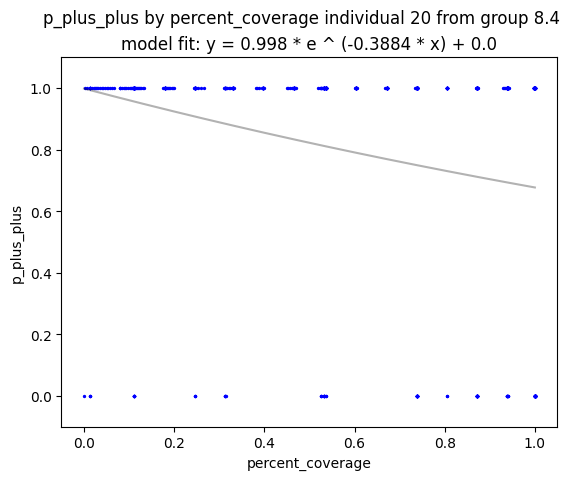 p_plus_plus by percent_coverage individual 20 from group 8.4
model fit: y = 0.998 * e ^ (-0.3884 * x) + 0.0
1.0
0.8
0.6
0.4
0.2
0.0
p_plus_plus
0.0 0.2 0.4 0.6 0.8 1.0
percent_coverage